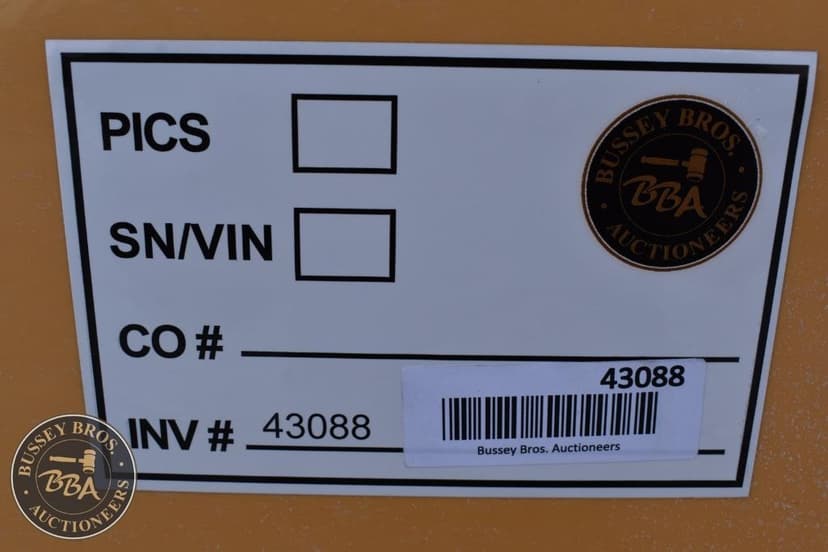 PICS
BUSSEY BROS.
BBA
AUCTIONEERS
SN/VIN
CO #
43088
INV # 43088
Bussey Bros. Auctioneers
BUSSEY BROS.
BBA
AUCTIONEERS